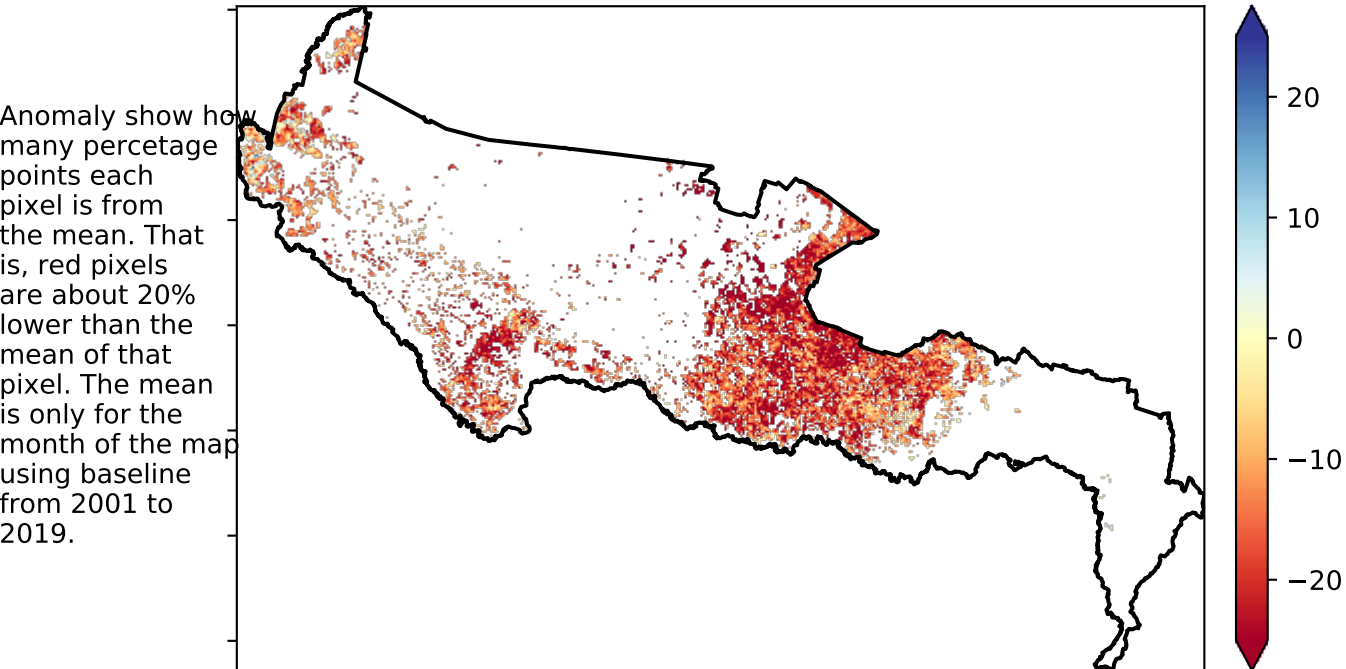 Anomaly show how
many percetage
points each
pixel is from
the mean. That
is, red pixels
are about 20%
lower than the
mean of that
pixel. The mean
is only for the
month of the map
using baseline
from 2001 to
2019.
20
10
0
−10
−20